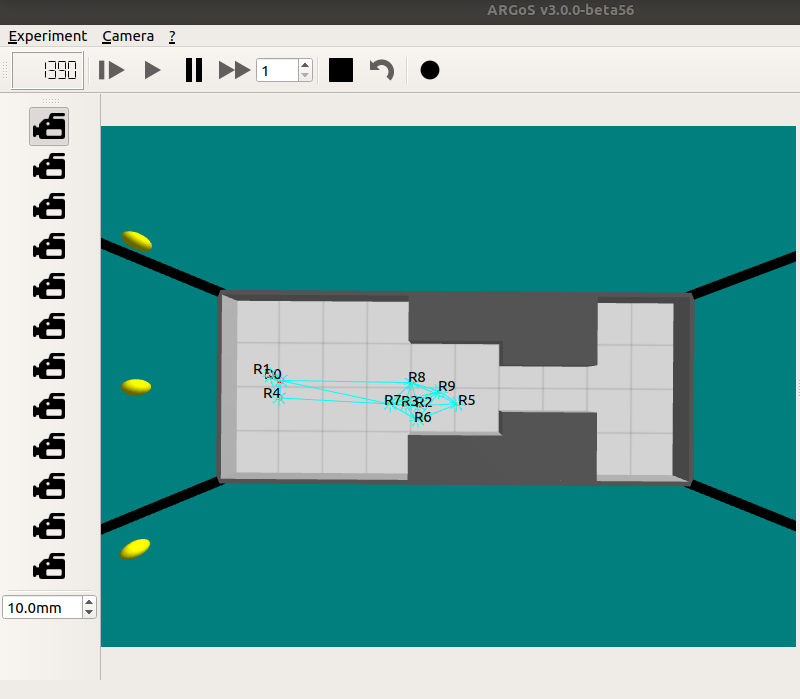 ARGoS v3.0.0-beta56
Experiment Camera ?
1390 1
R1 R0 R8
R4 R9
R7 R3 R2 R5
R6
10.0mm